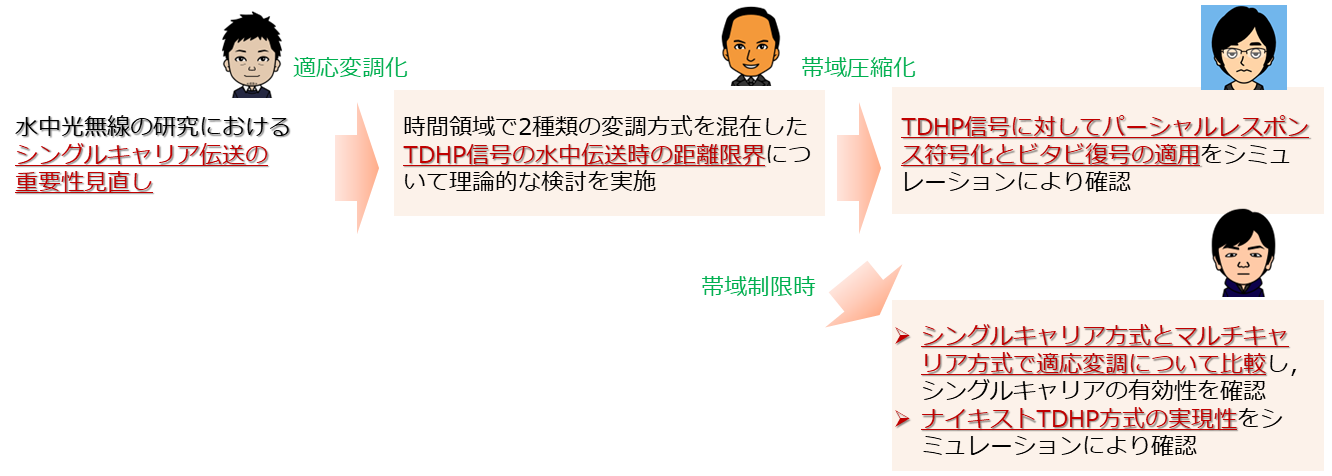 適応変調化
帯域圧縮化
水中光無線の研究における
シングルキャリア伝送の
重要性見直し
時間領域で2種類の変調方式を混在した
TDHP信号の水中伝送時の距離限界につ
いて理論的な検討を実施
TDHP信号に対してパーシャルレスポン
ス符号化とビタビ復号の適用をシミュ
レーションにより確認
帯域制限時
➢ シングルキャリア方式とマルチキャ
リア方式で適応変調について比較し,
シングルキャリアの有効性を確認
➢ ナイキストTDHP方式の実現性をシ
ミュレーションにより確認